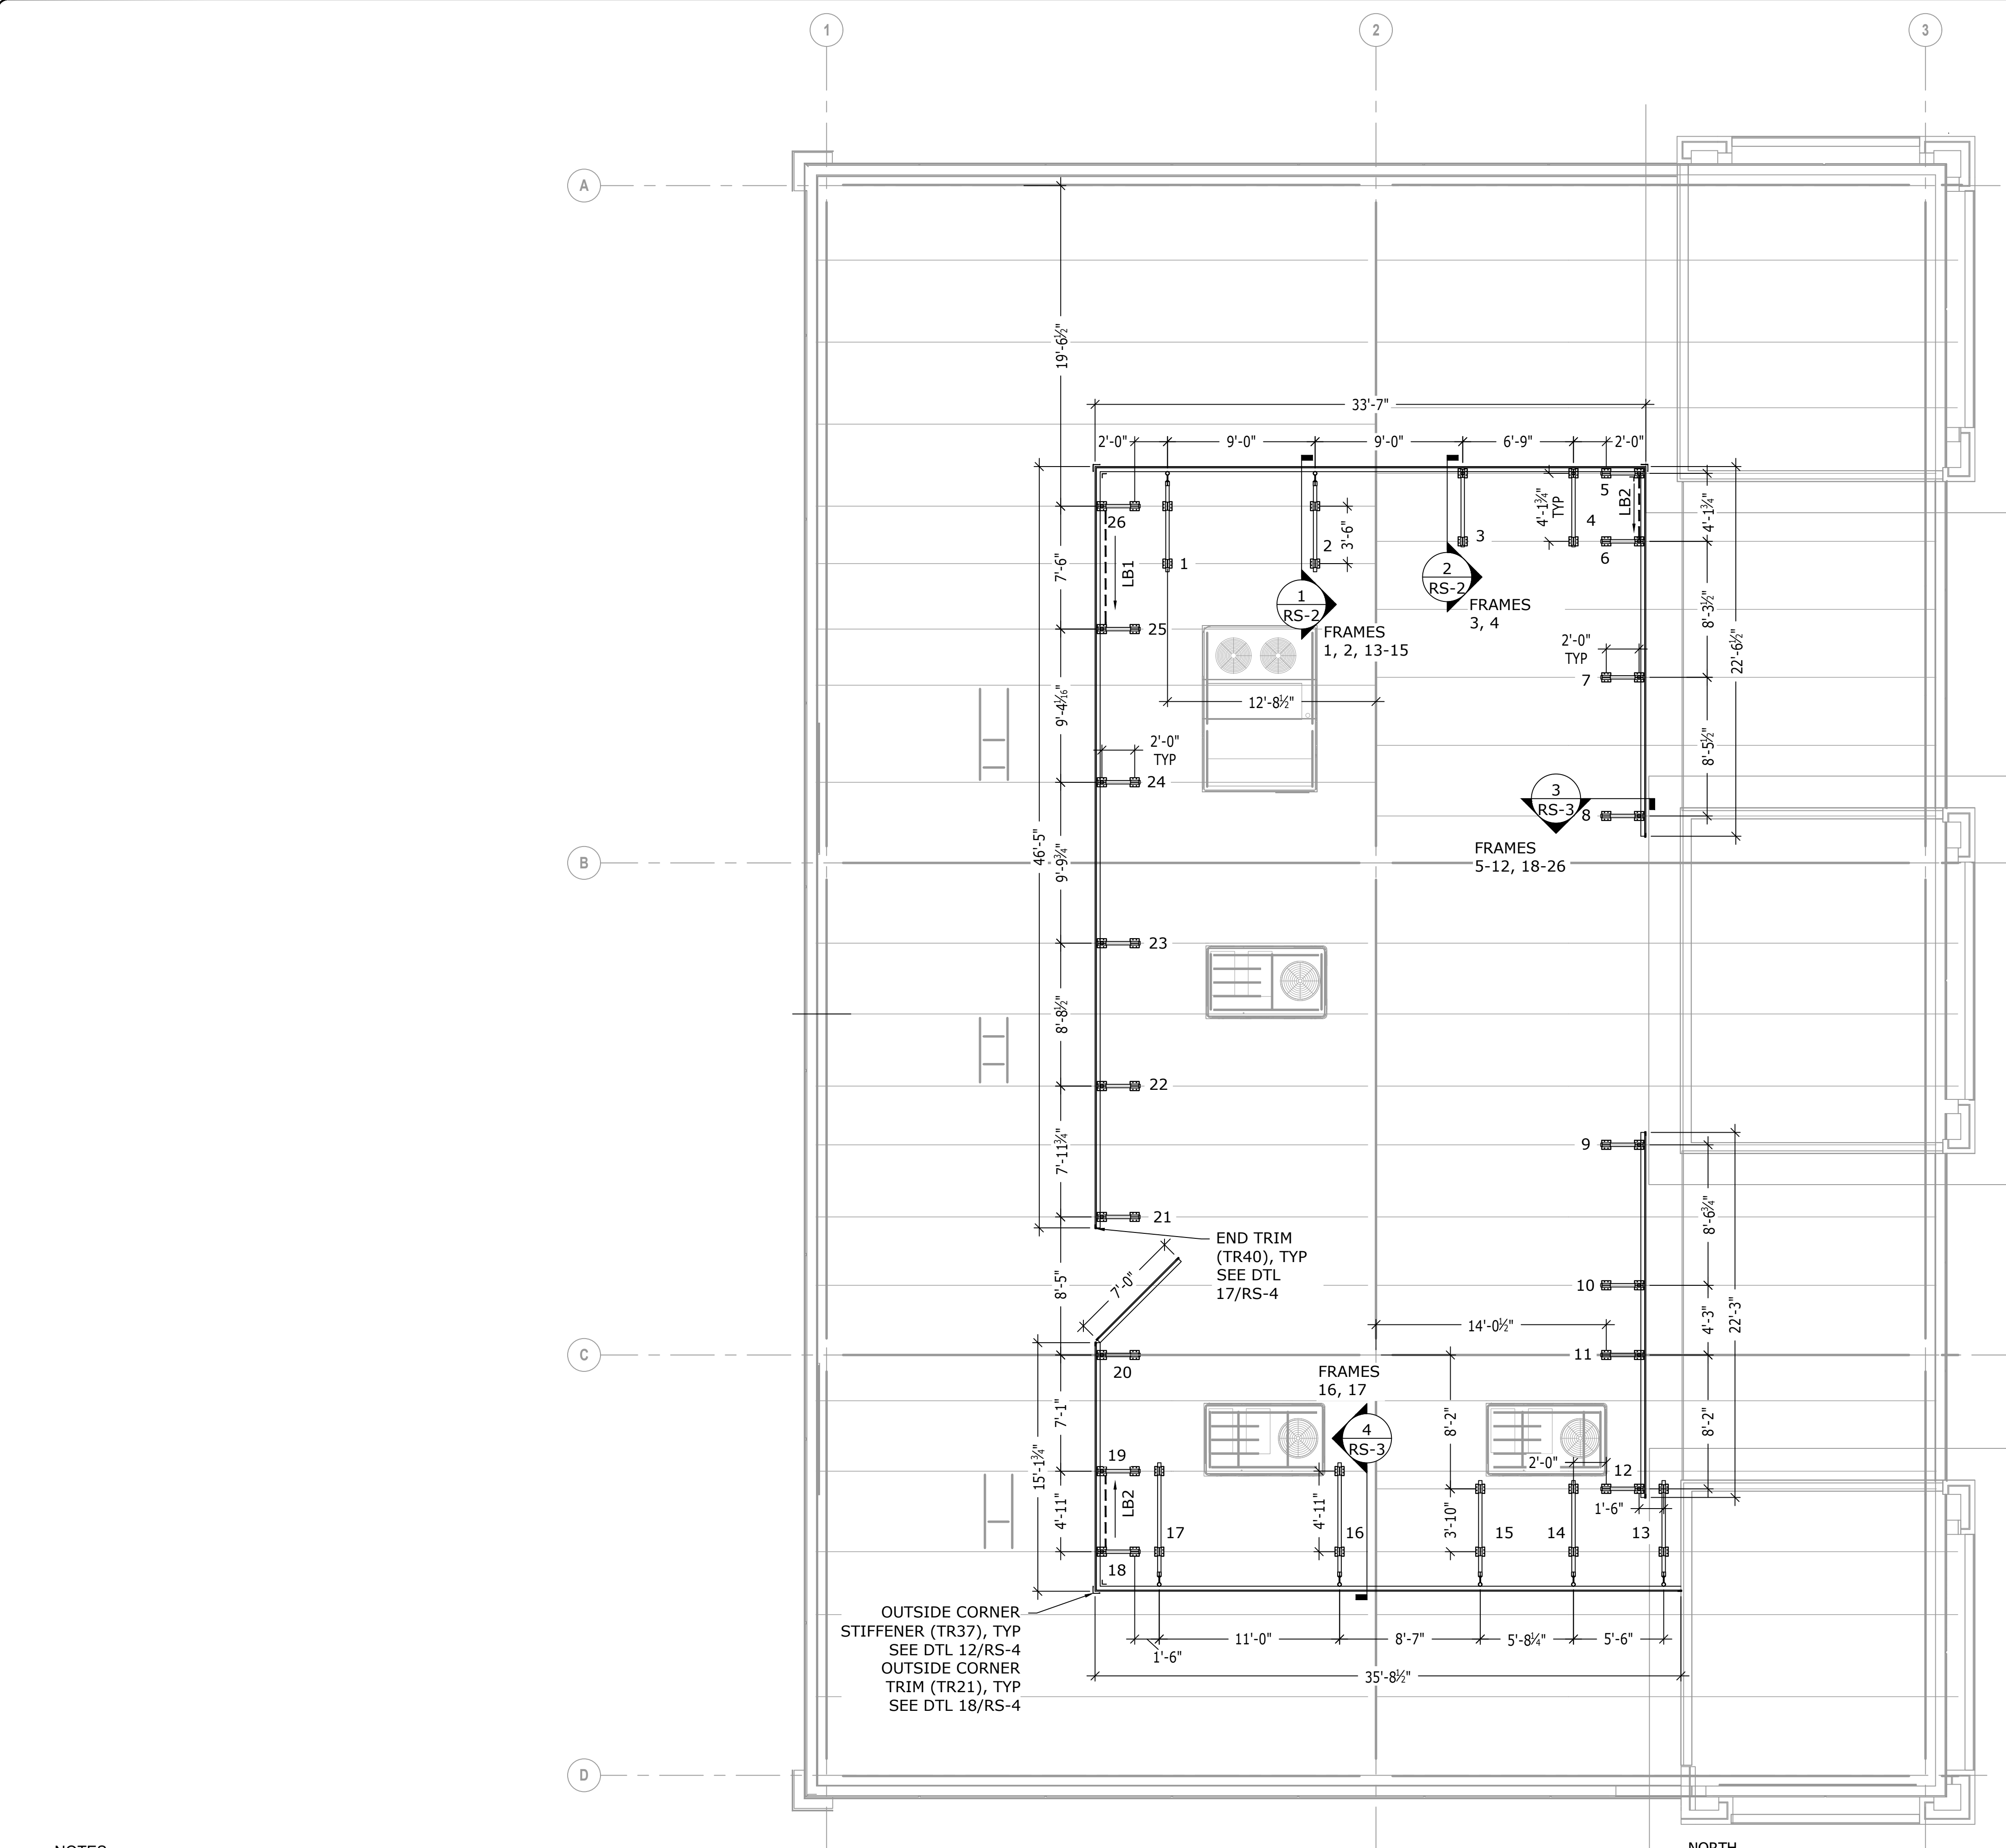 1
2
3
A
19'-6½"
33'-7"
2'-0"
9'-0"
9'-0"
6'-9"
2'-0"
26
LB1
7'-6"
1
2
3'-6"
3
4'-1¾"
TYP
4
5
LB2
6
4'-1¾"
1
RS-2
FRAMES
1, 2, 13-15
2
RS-2
FRAMES
3, 4
25
8'-3½"
22'-6½"
2'-0"
TYP
7
12'-8½"
9'-4¹⁄₁₆"
2'-0"
TYP
24
8'-5½"
3
RS-3
8
FRAMES
5-12, 18-26
46'-5"
9'-9¾"
B
23
8'-8½"
22
7'-11¾"
9
8'-6¾"
21
END TRIM
(TR40), TYP
SEE DTL
17/RS-4
8'-5"
7'-0"
10
4'-3"
22'-3"
14'-0½"
C
11
20
FRAMES
16, 17
4
RS-3
7'-1"
8'-2"
8'-2"
15'-1¾"
19
2'-0"
12
LB2
4'-11"
17
4'-11"
16
3'-10"
15
14
1'-6"
13
18
OUTSIDE CORNER
STIFFENER (TR37), TYP
SEE DTL 12/RS-4
OUTSIDE CORNER
TRIM (TR21), TYP
SEE DTL 18/RS-4
1'-6"
11'-0"
8'-7"
5'-8¼"
5'-6"
35'-8½"
D
NOTES
NORTH